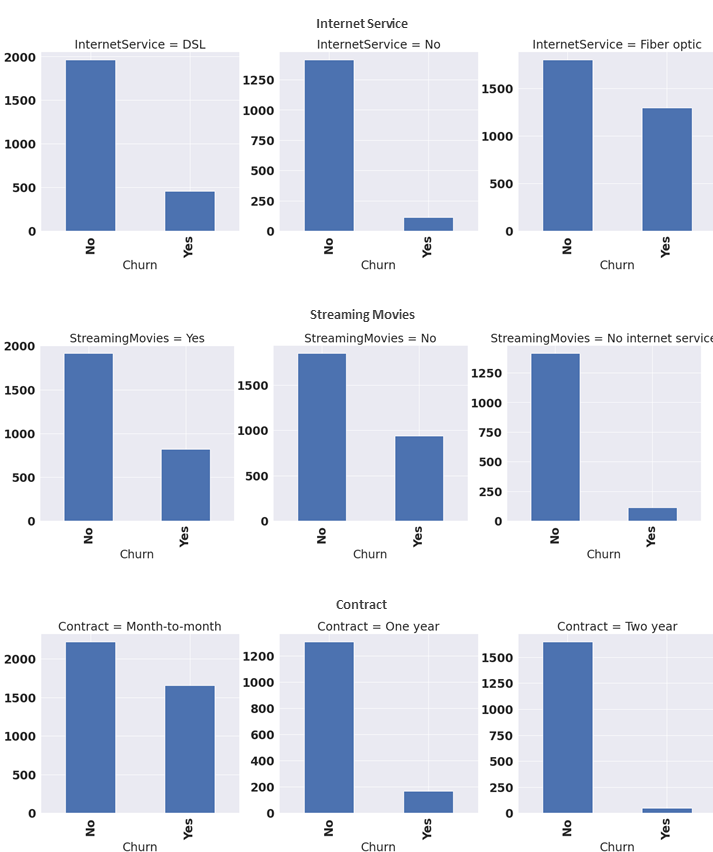 Internet Service
InternetService = DSL
2000
1500
1000
500
0
No
Yes
Churn
InternetService = No
1250
1000
750
500
250
0
No
Yes
Churn
InternetService = Fiber optic
1500
1000
500
0
No
Yes
Churn
Streaming Movies
StreamingMovies = Yes
2000
1500
1000
500
0
No
Yes
Churn
StreamingMovies = No
1500
1000
500
0
No
Yes
Churn
StreamingMovies = No internet service
1250
1000
750
500
250
0
No
Yes
Churn
Contract
Contract = Month-to-month
2000
1500
1000
500
0
No
Yes
Churn
Contract = One year
1200
1000
800
600
400
200
0
No
Yes
Churn
Contract = Two year
1500
1250
1000
750
500
250
0
No
Yes
Churn